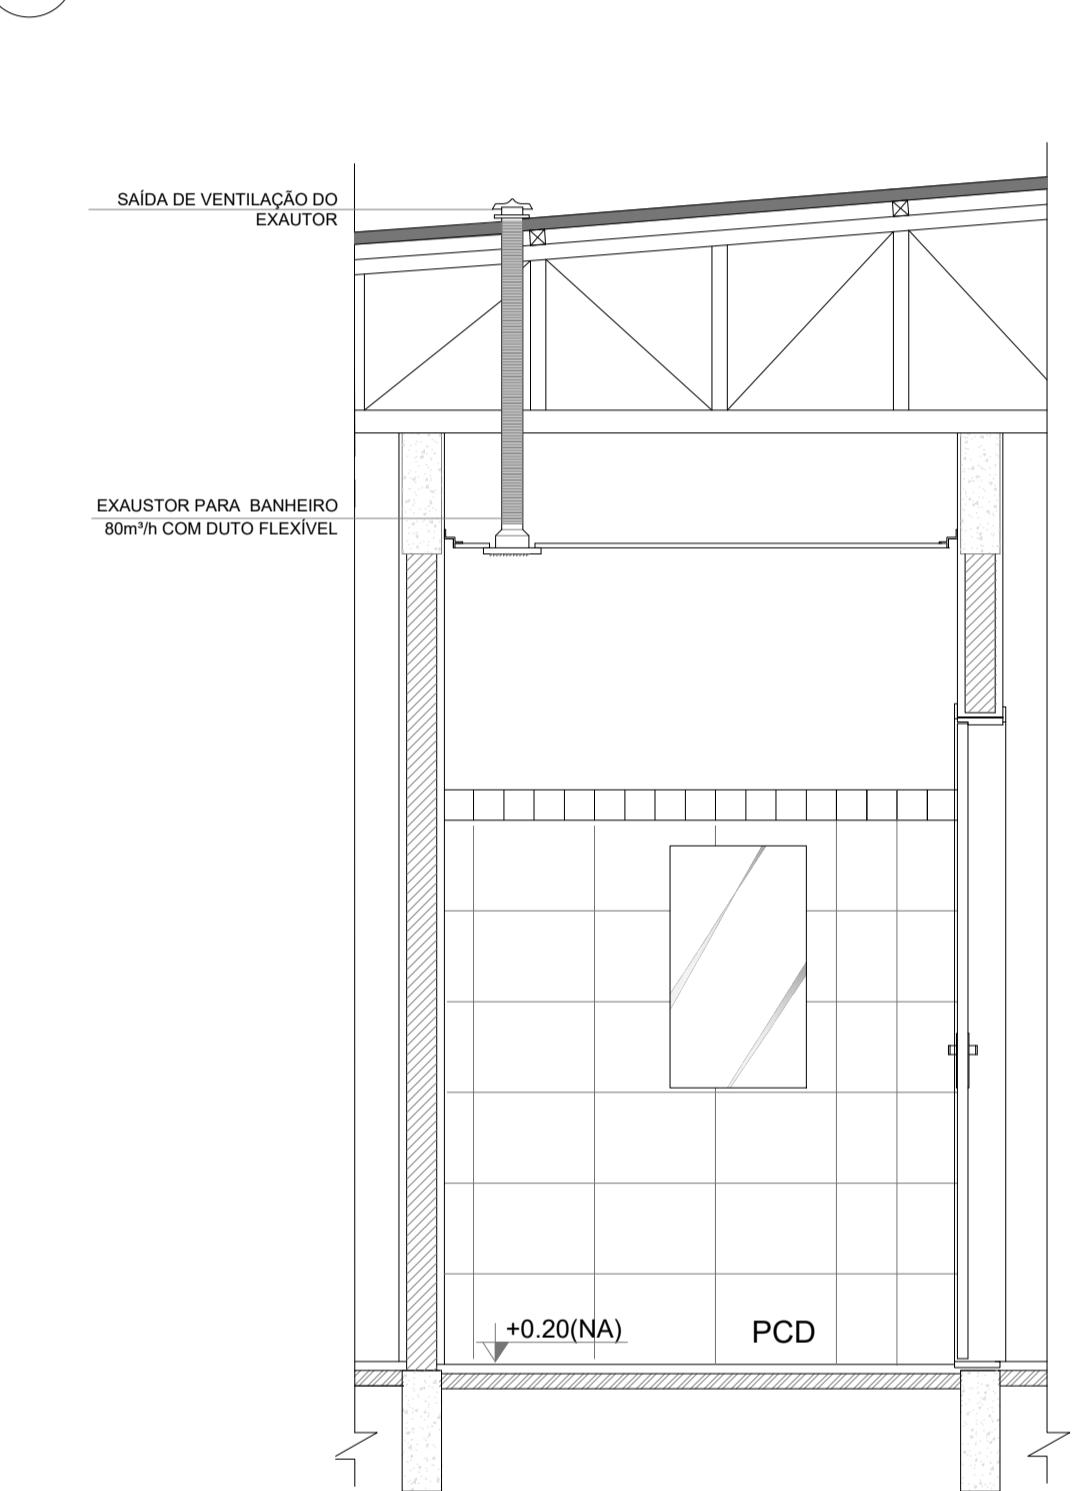 SAÍDA DE VENTILAÇÃO DO
EXAUTOR
EXAUSTOR PARA BANHEIRO
80m³/h COM DUTO FLEXÍVEL
+0.20(NA)
PCD